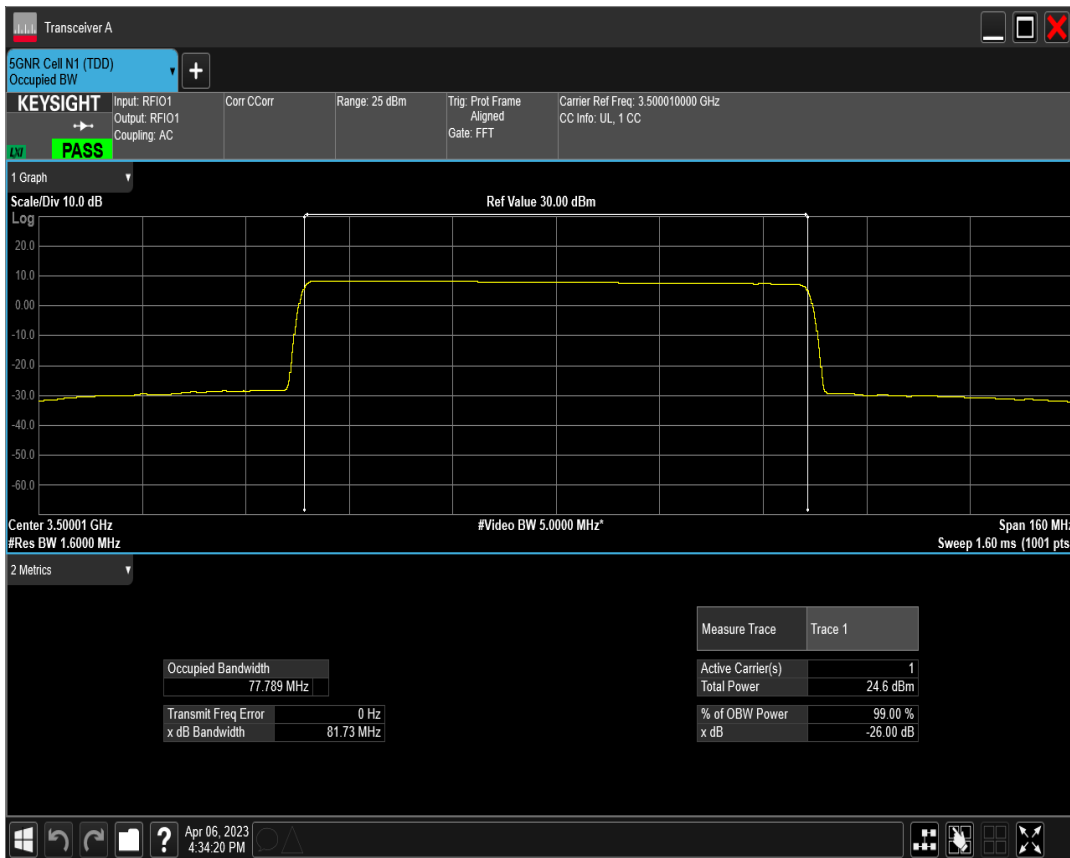 Transceiver A
5GNR Cell N1 (TDD)
Occupied BW
+
KEYSIGHT
LXI
PASS
Input: RFIO1
Output: RFIO1
Coupling: AC
Corr CCorr
Range: 25 dBm
Trig: Prot Frame
Aligned
Gate: FFT
Carrier Ref Freq: 3.500010000 GHz
CC Info: UL, 1 CC
1 Graph
Scale/Div 10.0 dB
Ref Value 30.00 dBm
Log
20.0
10.0
0.00
-10.0
-20.0
-30.0
-40.0
-50.0
-60.0
Center 3.50001 GHz
#Video BW 5.0000 MHz*
Span 160 MHz
#Res BW 1.6000 MHz
Sweep 1.60 ms (1001 pts
2 Metrics
Measure Trace Trace 1
Occupied Bandwidth
77.789 MHz
Active Carrier(s) 1
Total Power 24.6 dBm
Transmit Freq Error 0 Hz
x dB Bandwidth 81.73 MHz
% of OBW Power 99.00 %
x dB -26.00 dB
?
Apr 06, 2023
4:34:20 PM